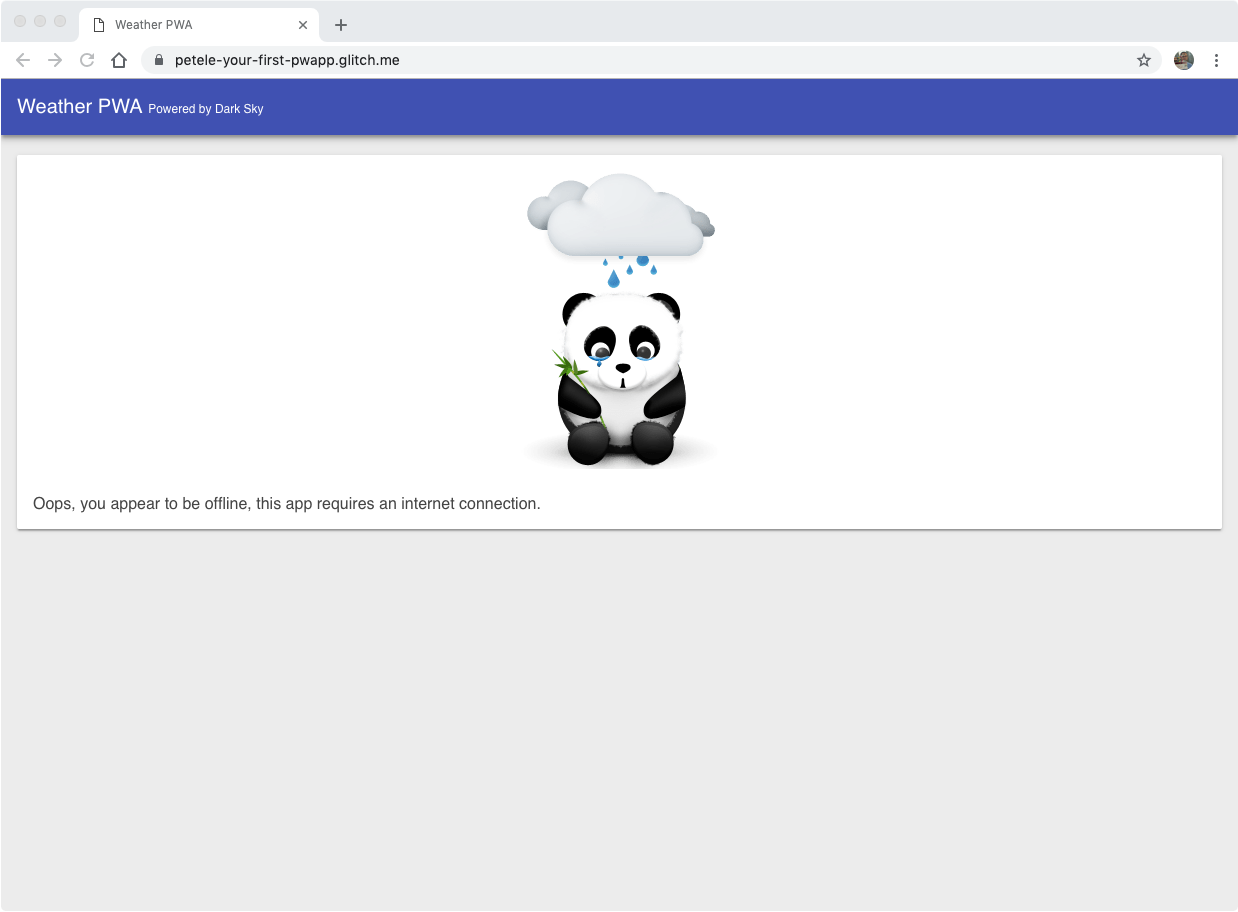 Weather PWA
petele-your-first-pwapp.glitch.me
Weather PWA Powered by Dark Sky
Oops, you appear to be offline, this app requires an internet connection.